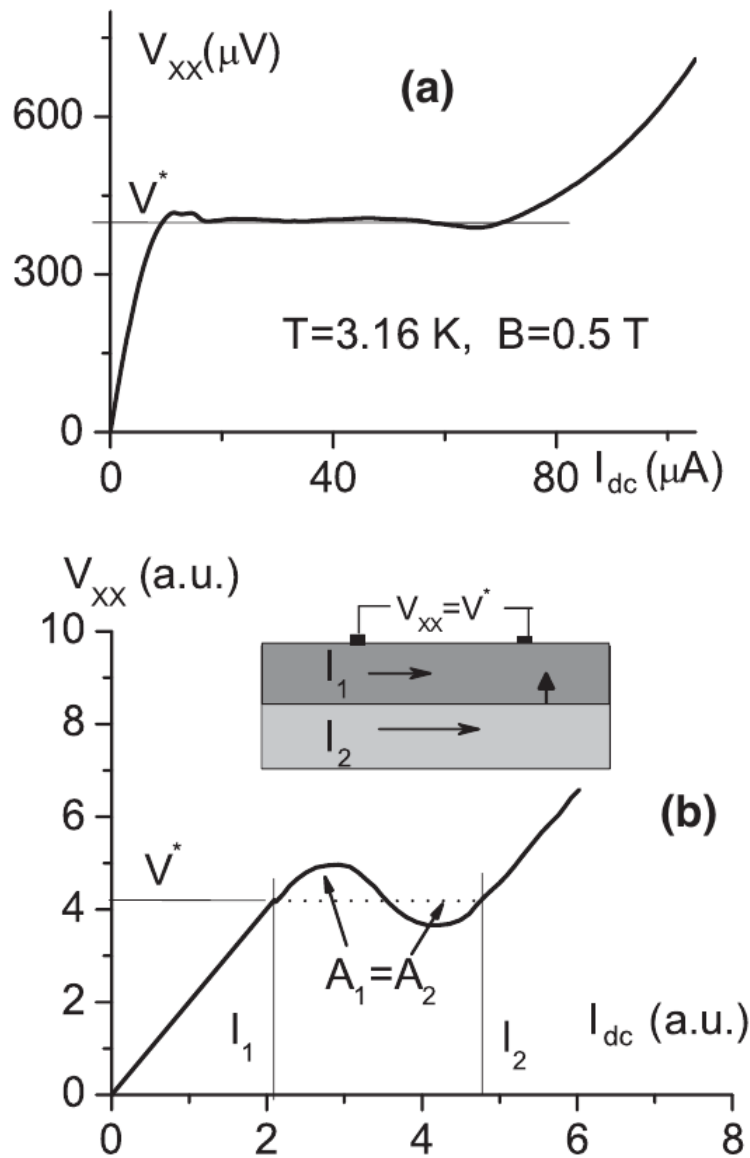 V_XX(μV)
(a)
600
V*
300
T=3.16 K, B=0.5 T
0
0 40 80 I_dc (μA)
V_XX (a.u.)
10
V_XX=V*
I_1
8
I_2
6
(b)
V*
4
A_1=A_2
2
I_1 I_2 I_dc (a.u.)
0
0 2 4 6 8